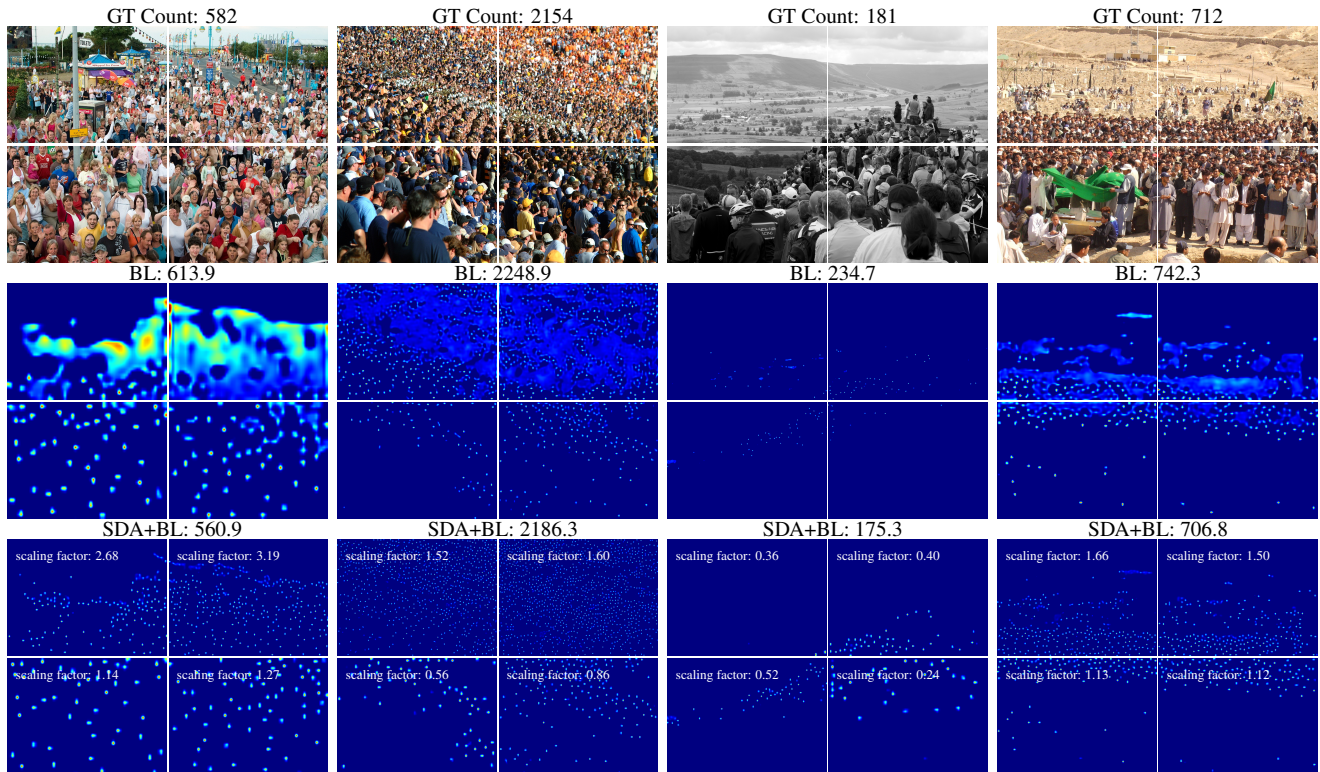 GT Count: 582
GT Count: 2154
GT Count: 181
GT Count: 712
BL: 613.9
BL: 2248.9
BL: 234.7
BL: 742.3
SDA+BL: 560.9
SDA+BL: 2186.3
SDA+BL: 175.3
SDA+BL: 706.8
scaling factor: 2.68
scaling factor: 3.19
scaling factor: 1.52
scaling factor: 1.60
scaling factor: 0.36
scaling factor: 0.40
scaling factor: 1.66
scaling factor: 1.50
scaling factor: 1.14
scaling factor: 1.27
scaling factor: 0.56
scaling factor: 0.86
scaling factor: 0.52
scaling factor: 0.24
scaling factor: 1.13
scaling factor: 1.12